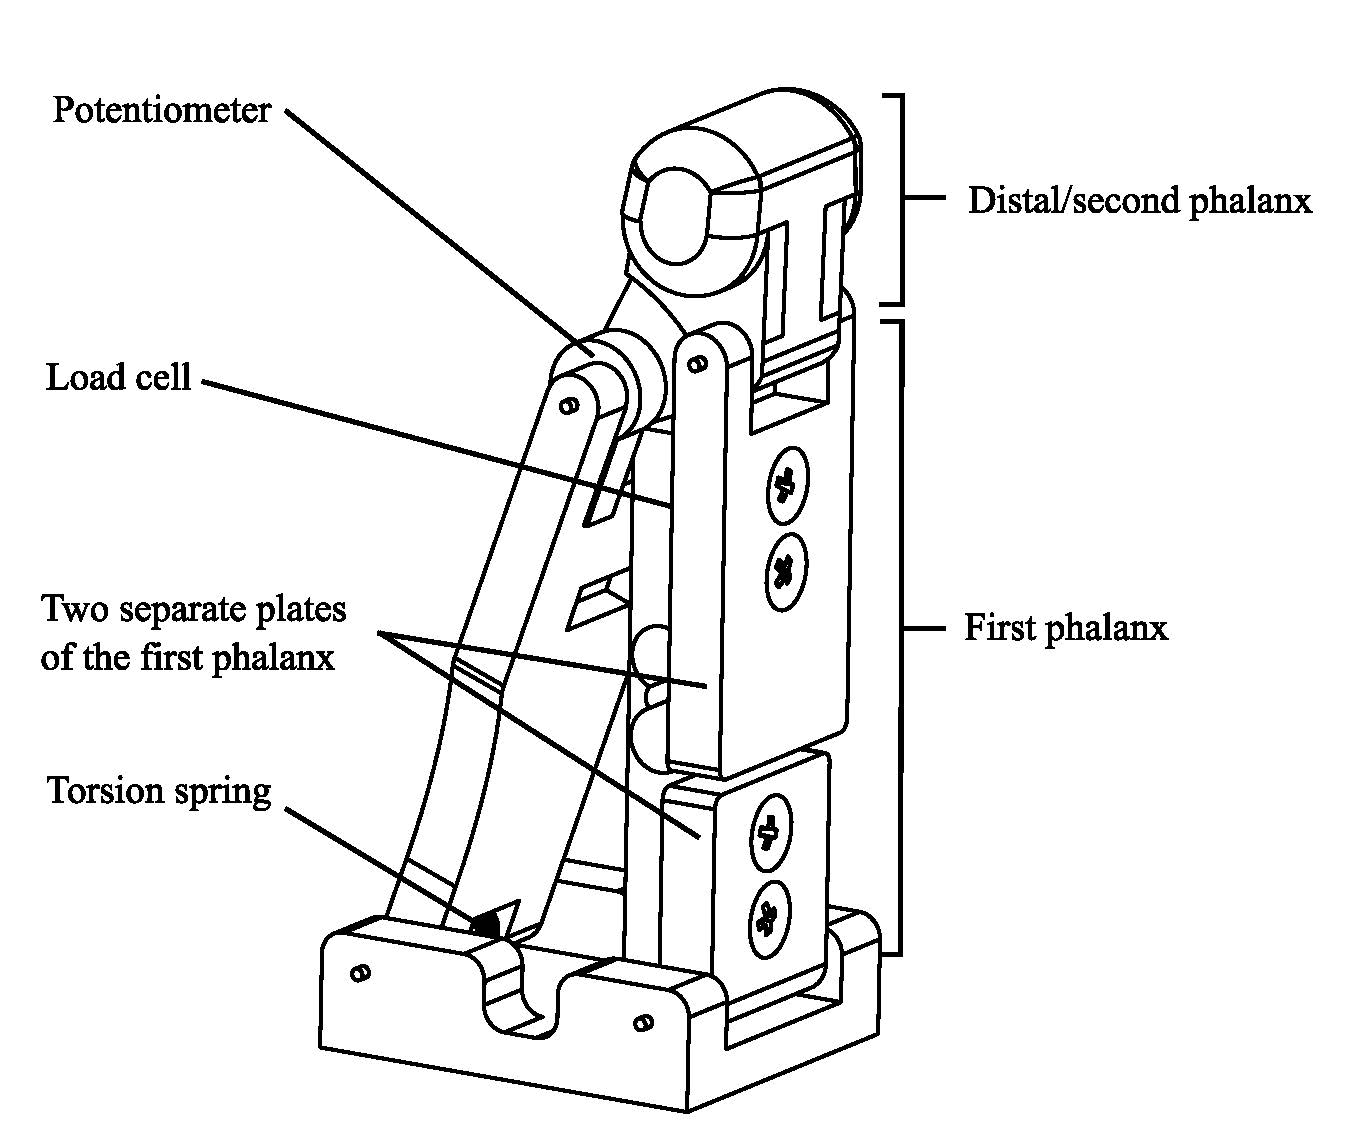 Potentiometer
Distal/second phalanx
Load cell
Two separate plates
of the first phalanx
First phalanx
Torsion spring